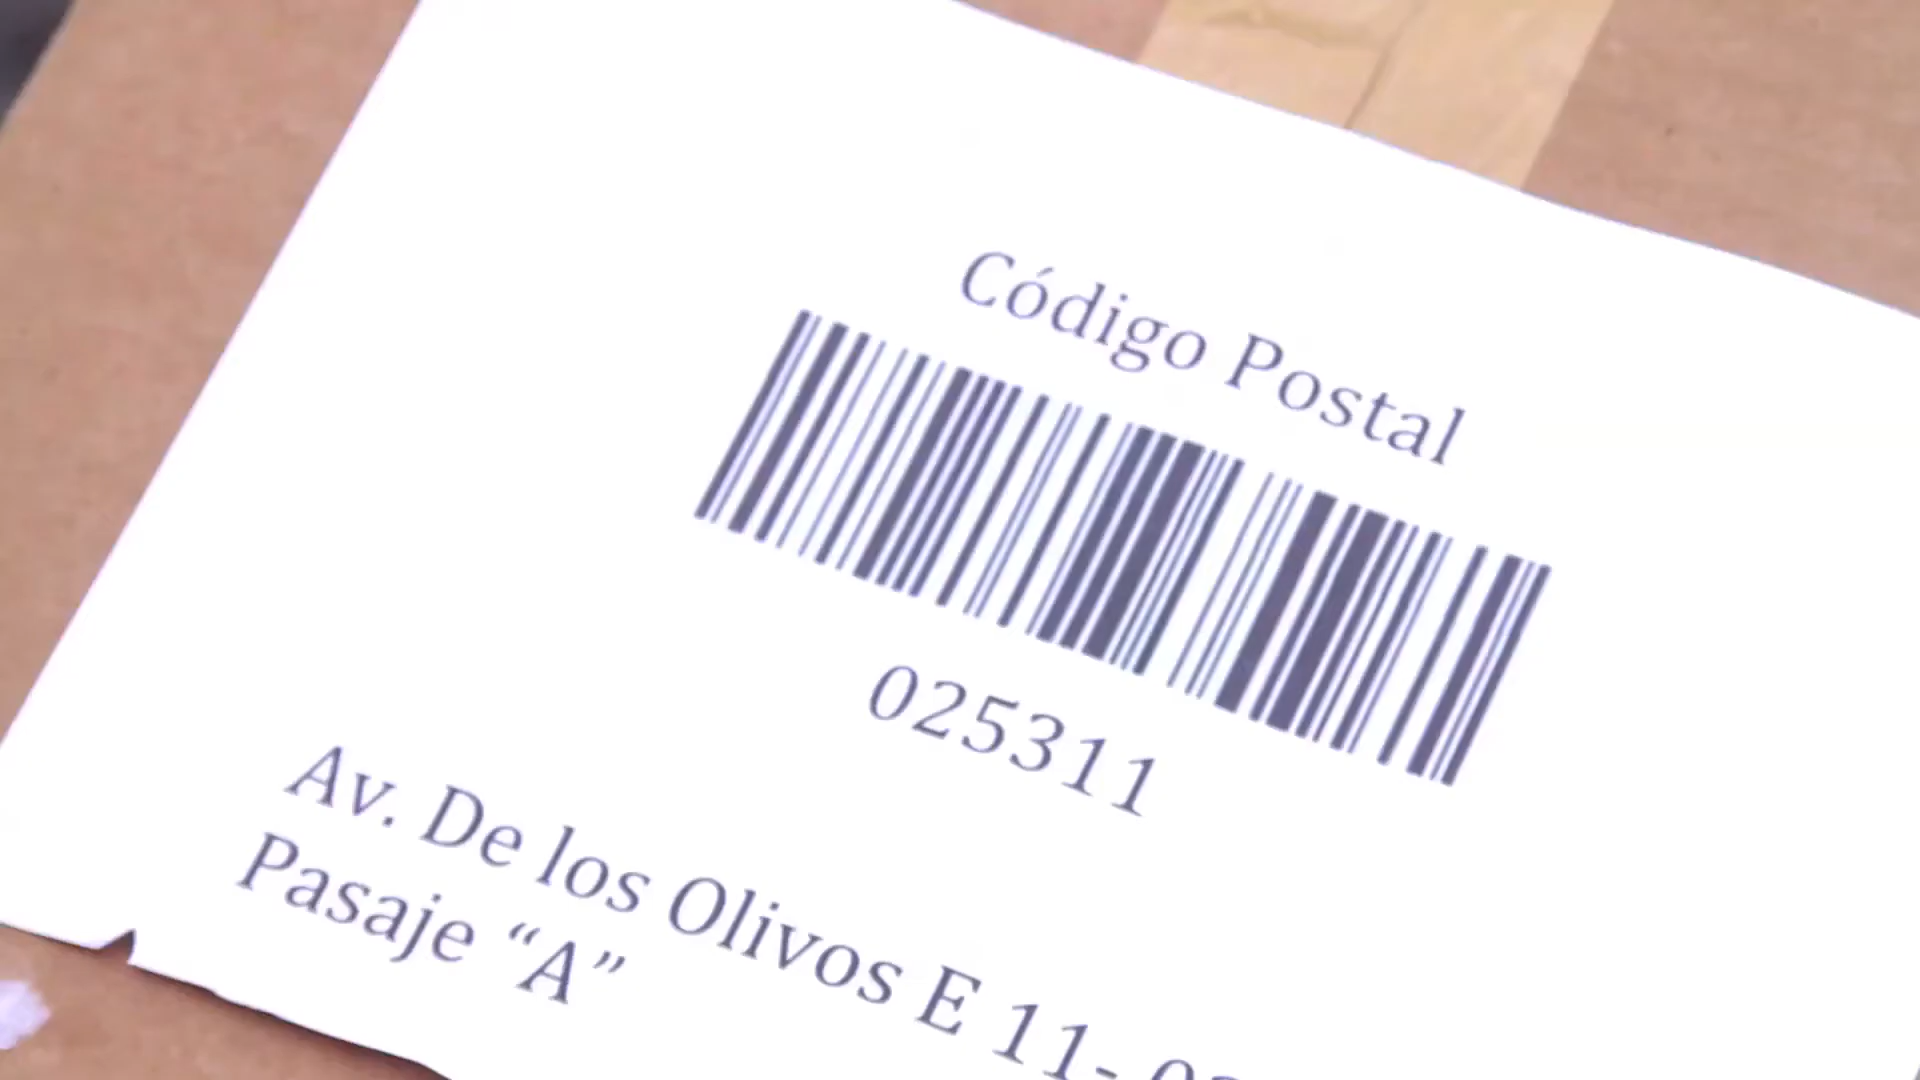 Código Postal
025311
Av. De los Olivos E 11-
Pasaje “A”